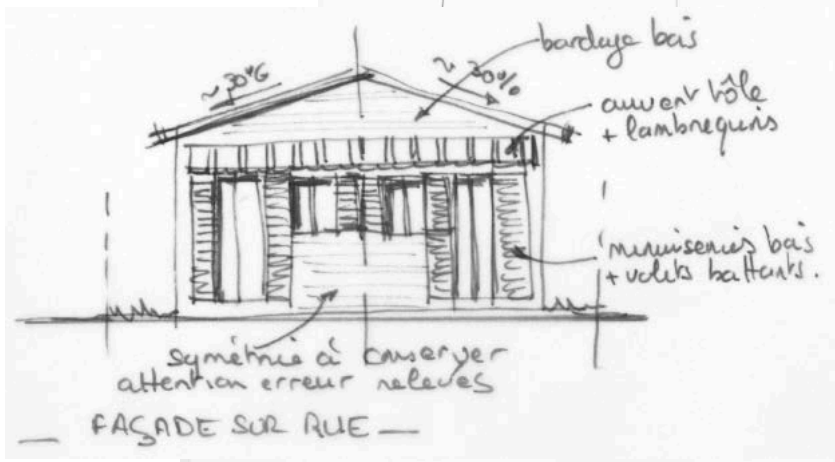 bardage bois
~ 30%
~ 30%
auvent tôle
+ lambrequins
menuiseries bois
+ volets battants.
symétrie à conserver
attention erreur relevés
— FAÇADE SUR RUE —